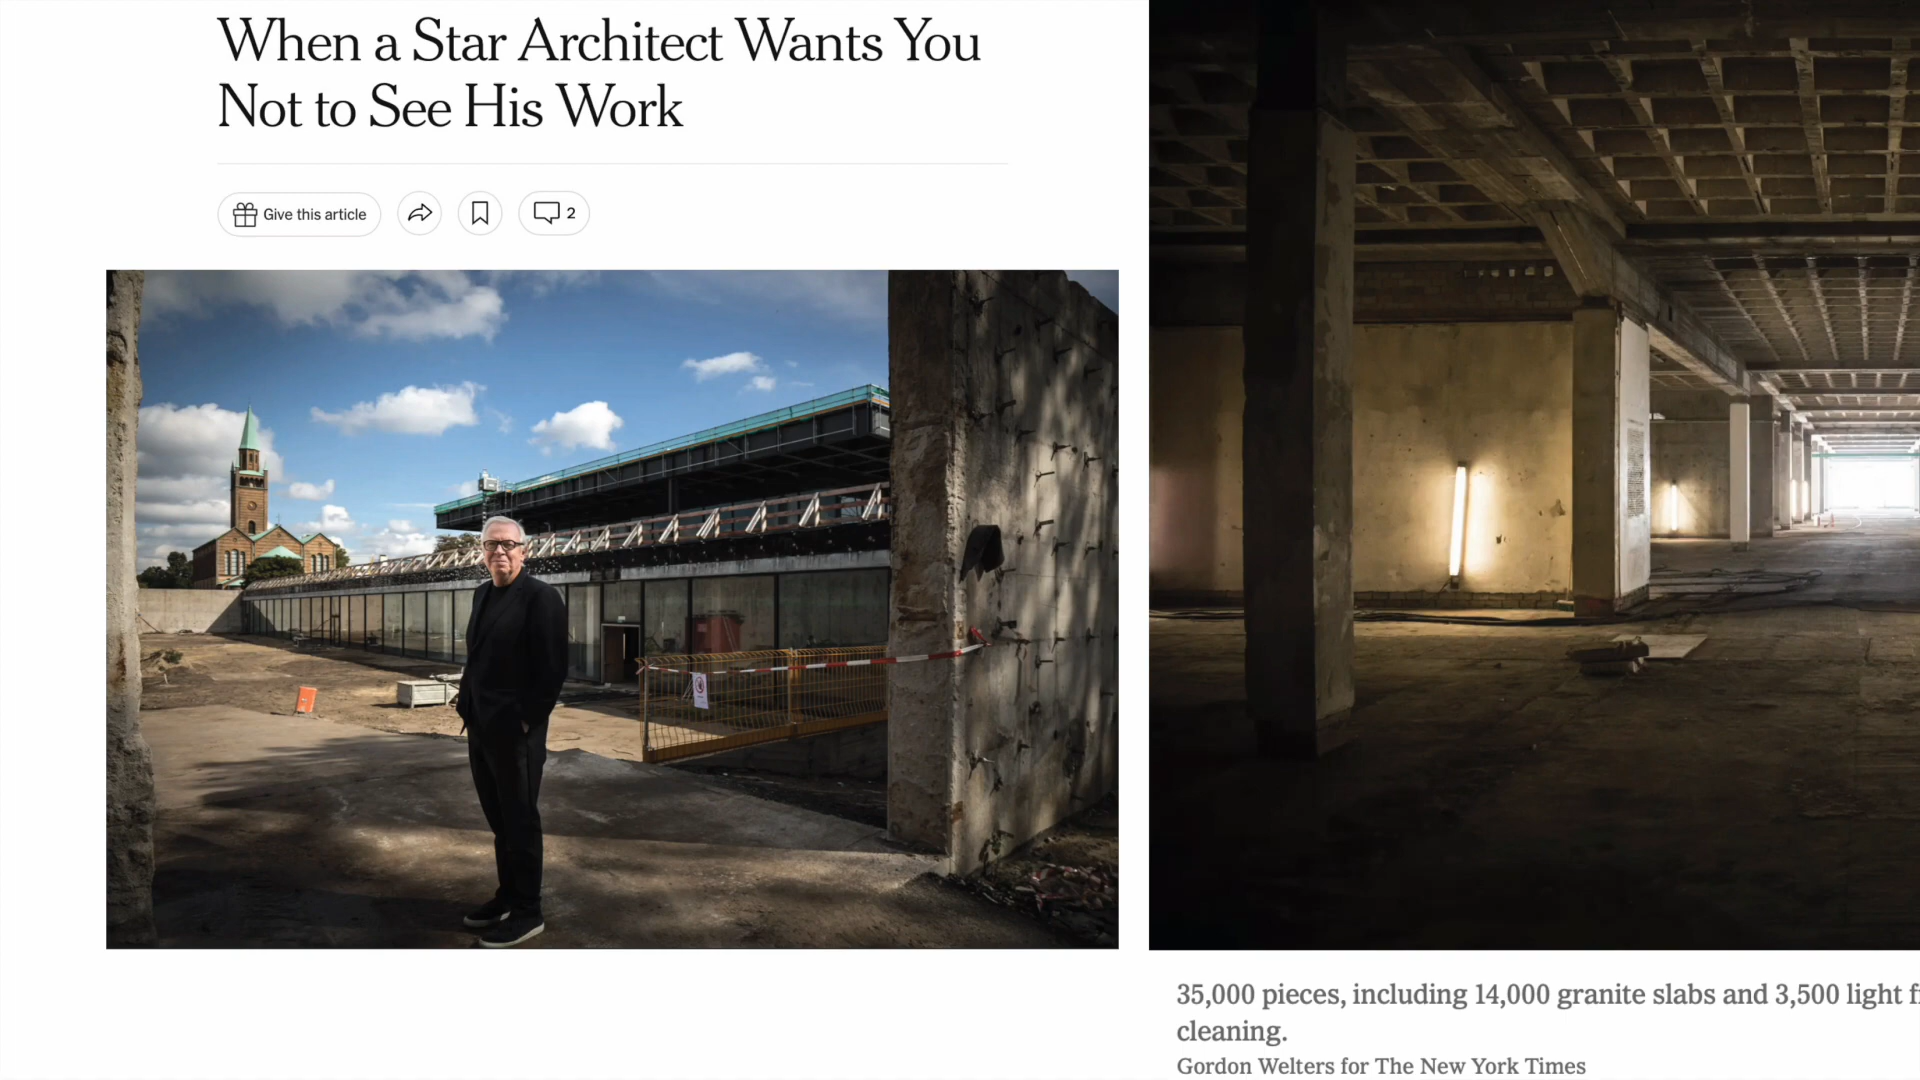 When a Star Architect Wants You
Not to See His Work
Give this article
2
35,000 pieces, including 14,000 granite slabs and 3,500 light
cleaning.
Gordon Welters for The New York Times